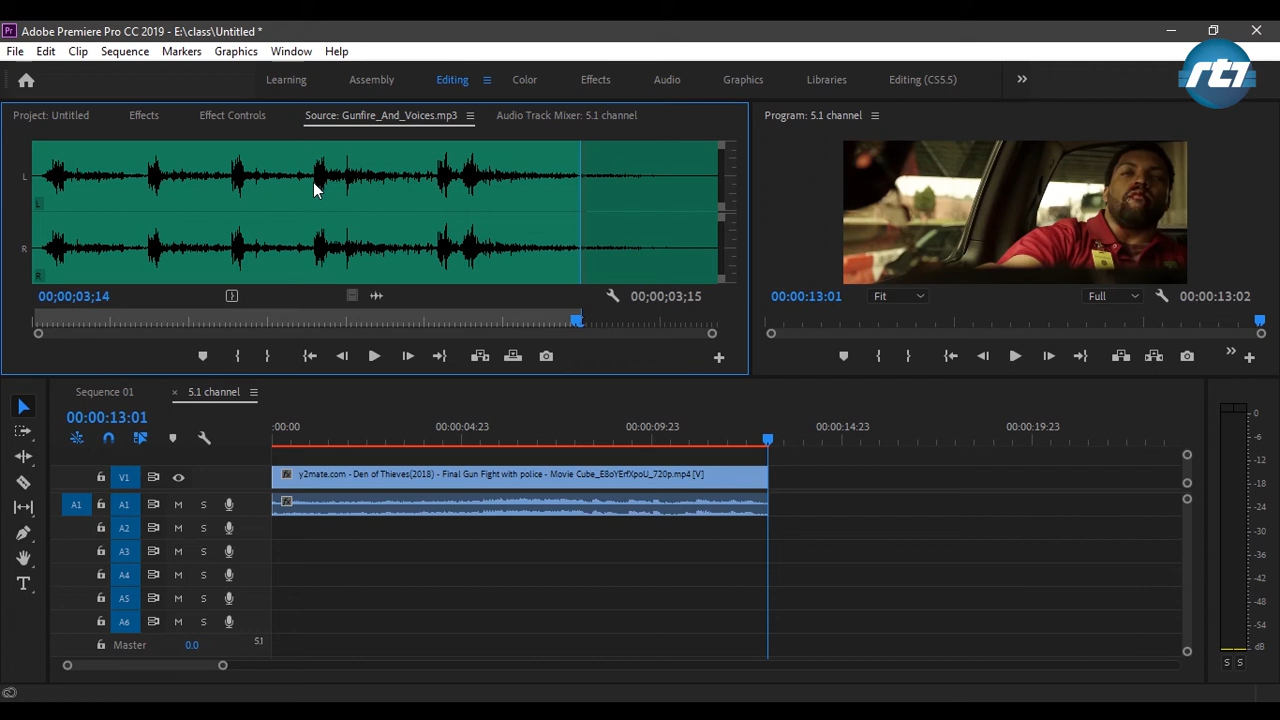 Pr Adobe Premiere Pro CC 2019 - E:\class\Untitled *
File Edit Clip Sequence Markers Graphics Window Help
Learning Assembly Editing Color Effects Audio Graphics Libraries Editing (CS5.5)
rt1
Project: Untitled Effects Effect Controls Source: Gunfire_And_Voices.mp3 Audio Track Mixer: 5.1 channel Program: 5.1 channel
L
L
R
R
00;00;03;14 00;00;03;15 00:00:13:01 Fit Full 00:00:13:02
Sequence 01 × 5.1 channel
00:00:13:01
:00:00 00:00:04:23 00:00:09:23 00:00:14:23 00:00:19:23
V1 fx y2mate.com - Den of Thieves(2018) - Final Gun Fight with police - Movie Cube_E8oYErfXpoU_720p.mp4 [V]
A1 A1 M S fx
A2 M S
A3 M S
A4 M S
A5 M S
A6 M S
Master 0.0 5.1
0
-6
-12
-18
-24
-30
-36
-42
-48
-54
dB
S S